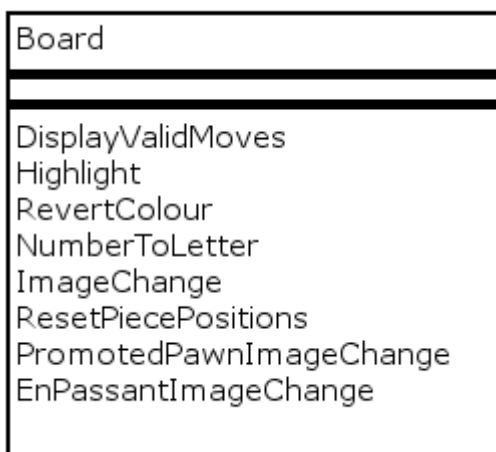 Board
DisplayValidMoves
Highlight
RevertColour
NumberToLetter
ImageChange
ResetPiecePositions
PromotedPawnImageChange
EnPassantImageChange